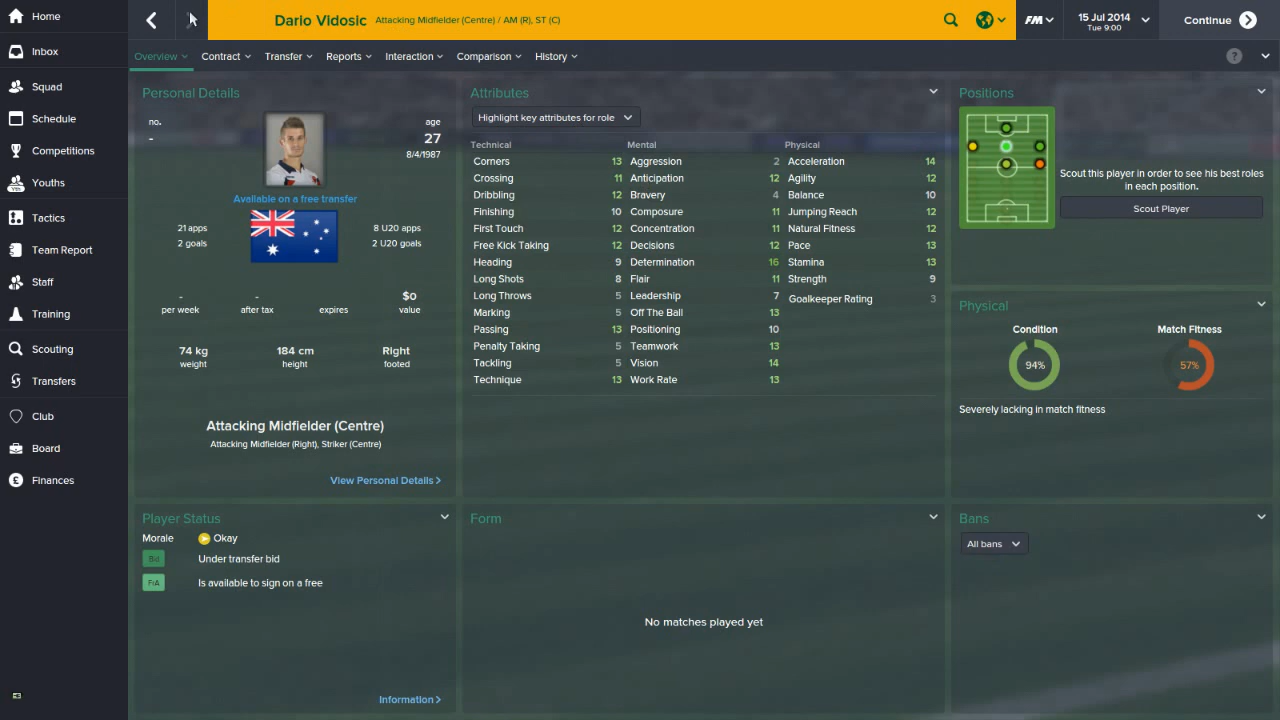 Home
Inbox
Squad
Schedule
Competitions
Youths
Tactics
Team Report
Staff
Training
Scouting
Transfers
Club
Board
Finances
Dario Vidosic Attacking Midfielder (Centre) / AM (R), ST (C)
FM
15 Jul 2014
Tue 9:00
Continue
Overview Contract Transfer Reports Interaction Comparison History
?
Personal Details
no.
-
age
27
8/4/1987
Available on a free transfer
21 apps
2 goals
8 U20 apps
2 U20 goals
- per week
- after tax
expires
$0 value
74 kg weight
184 cm height
Right footed
Attacking Midfielder (Centre)
Attacking Midfielder (Right), Striker (Centre)
View Personal Details >
Attributes
Highlight key attributes for role
Technical Mental Physical
Corners 13 Aggression 2 Acceleration 14
Crossing 11 Anticipation 12 Agility 12
Dribbling 12 Bravery 4 Balance 10
Finishing 10 Composure 11 Jumping Reach 12
First Touch 12 Concentration 11 Natural Fitness 12
Free Kick Taking 12 Decisions 12 Pace 13
Heading 9 Determination 16 Stamina 13
Long Shots 8 Flair 11 Strength 9
Long Throws 5 Leadership 7 Goalkeeper Rating 3
Marking 5 Off The Ball 13
Passing 13 Positioning 10
Penalty Taking 5 Teamwork 13
Tackling 5 Vision 14
Technique 13 Work Rate 13
Positions
Scout this player in order to see his best roles
in each position.
Scout Player
Physical
Condition Match Fitness
94% 57%
Severely lacking in match fitness
Player Status
Morale Okay
Bid Under transfer bid
FrA Is available to sign on a free
Information >
Form
No matches played yet
Bans
All bans